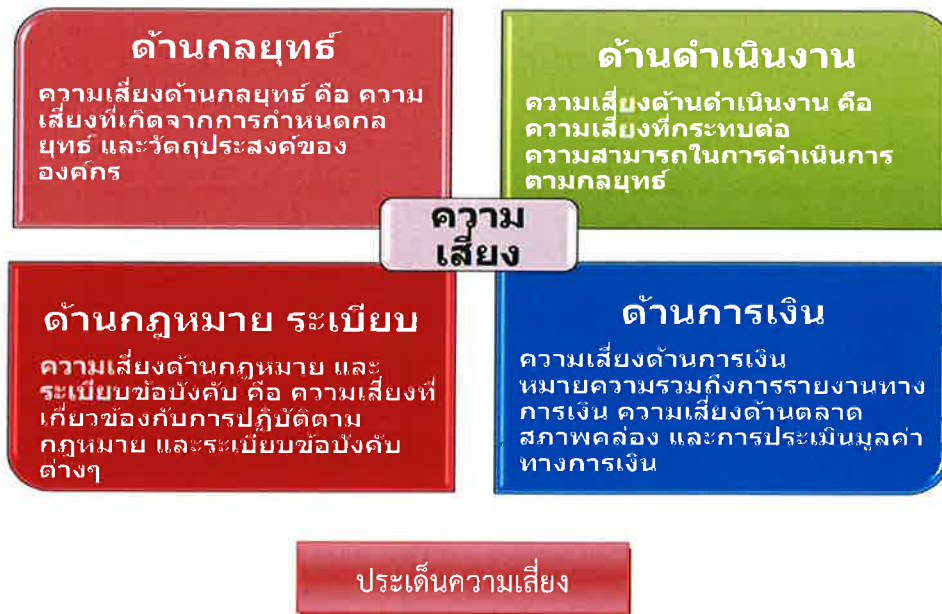 ด้านกลยุทธ์
ความเสี่ยงด้านกลยุทธ์ คือ ความ
เสี่ยงที่เกิดจากการกำหนดกล
ยุทธ์ และวัตถุประสงค์ของ
องค์กร
ด้านดำเนินงาน
ความเสี่ยงด้านดำเนินงาน คือ
ความเสี่ยงที่กระทบต่อ
ความสามารถในการดำเนินการ
ตามกลยุทธ์
ความ
เสี่ยง
ด้านกฎหมาย ระเบียบ
ความเสี่ยงด้านกฎหมาย และ
ระเบียบข้อบังคับ คือ ความเสี่ยงที่
เกี่ยวข้องกับการปฏิบัติตาม
กฎหมาย และระเบียบข้อบังคับ
ต่างๆ
ด้านการเงิน
ความเสี่ยงด้านการเงิน
หมายความรวมถึงการรายงานทาง
การเงิน ความเสี่ยงด้านตลาด
สภาพคล่อง และการประเมินมูลค่า
ทางการเงิน
ประเด็นความเสี่ยง